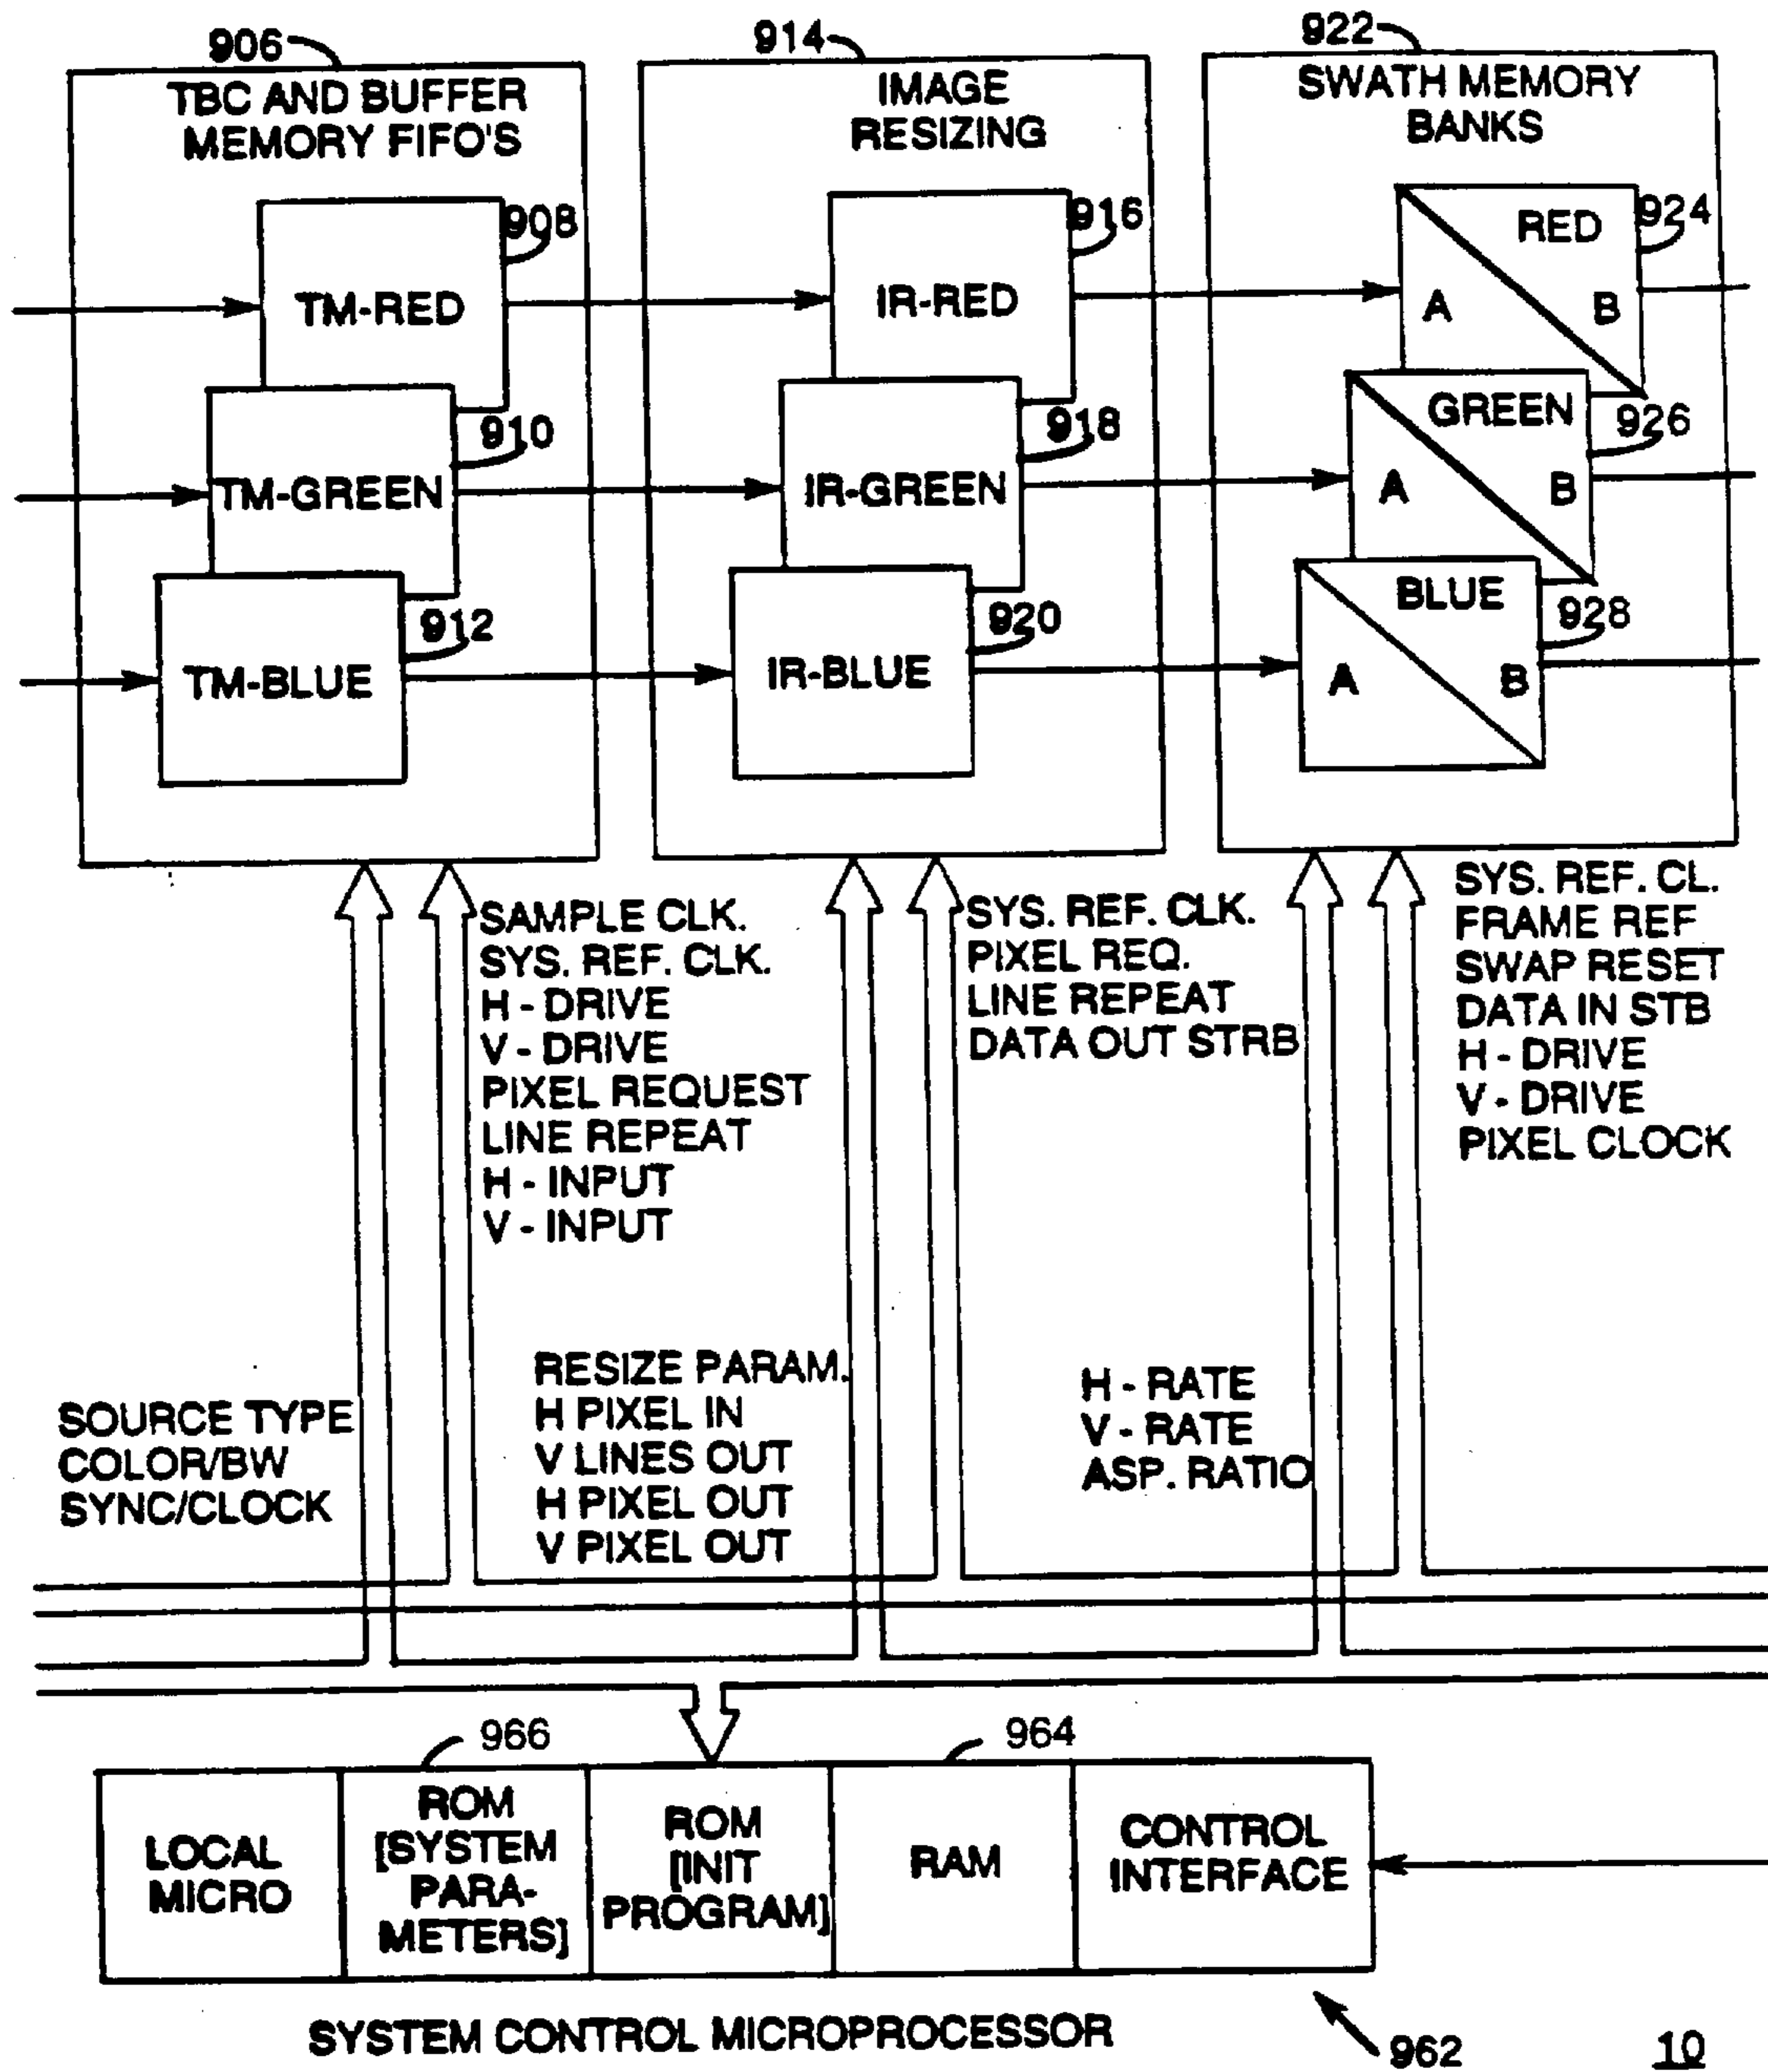 906
TBC AND BUFFER
MEMORY FIFO'S
908
TM-RED
910
TM-GREEN
912
TM-BLUE
914
IMAGE
RESIZING
916
IR-RED
918
IR-GREEN
920
IR-BLUE
922
SWATH MEMORY
BANKS
924
RED
A
B
926
GREEN
A
B
928
BLUE
A
B
SAMPLE CLK.
SYS. REF. CLK.
H - DRIVE
V - DRIVE
PIXEL REQUEST
LINE REPEAT
H - INPUT
V - INPUT
SYS. REF. CLK.
PIXEL REQ.
LINE REPEAT
DATA OUT STRB
SYS. REF. CL.
FRAME REF
SWAP RESET
DATA IN STB
H - DRIVE
V - DRIVE
PIXEL CLOCK
SOURCE TYPE
COLOR/BW
SYNC/CLOCK
RESIZE PARAM.
H PIXEL IN
V LINES OUT
H PIXEL OUT
V PIXEL OUT
H - RATE
V - RATE
ASP. RATIO
966
964
LOCAL
MICRO
ROM
[SYSTEM
PARA-
METERS]
ROM
[INIT
PROGRAM]
RAM
CONTROL
INTERFACE
SYSTEM CONTROL MICROPROCESSOR
962
10